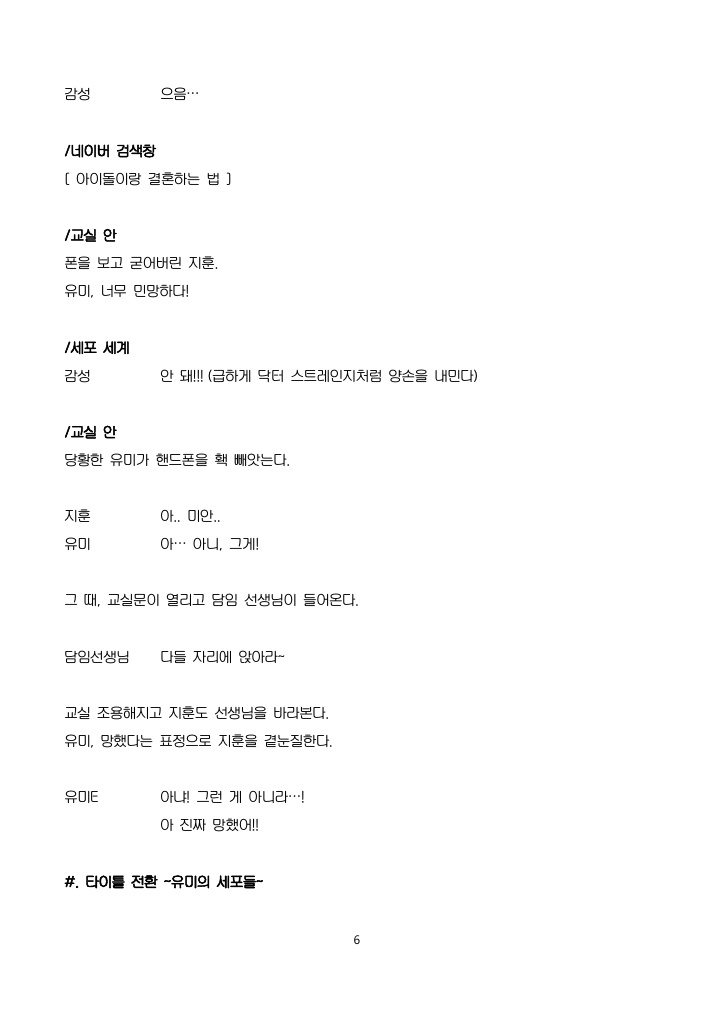 감성 으음…
/네이버 검색창
[ 아이돌이랑 결혼하는 법 ]
/교실 안
폰을 보고 굳어버린 지훈.
유미, 너무 민망하다!
/세포 세계
감성 안 돼!!! (급하게 닥터 스트레인지처럼 양손을 내민다)
/교실 안
당황한 유미가 핸드폰을 홱 빼앗는다.
지훈 아.. 미안..
유미 아… 아니, 그게!
그 때, 교실문이 열리고 담임 선생님이 들어온다.
담임선생님 다들 자리에 앉아라~
교실 조용해지고 지훈도 선생님을 바라본다.
유미, 망했다는 표정으로 지훈을 곁눈질한다.
유미E 아냐! 그런 게 아니라…!
아 진짜 망했어!!
#. 타이틀 전환 ~유미의 세포들~
6